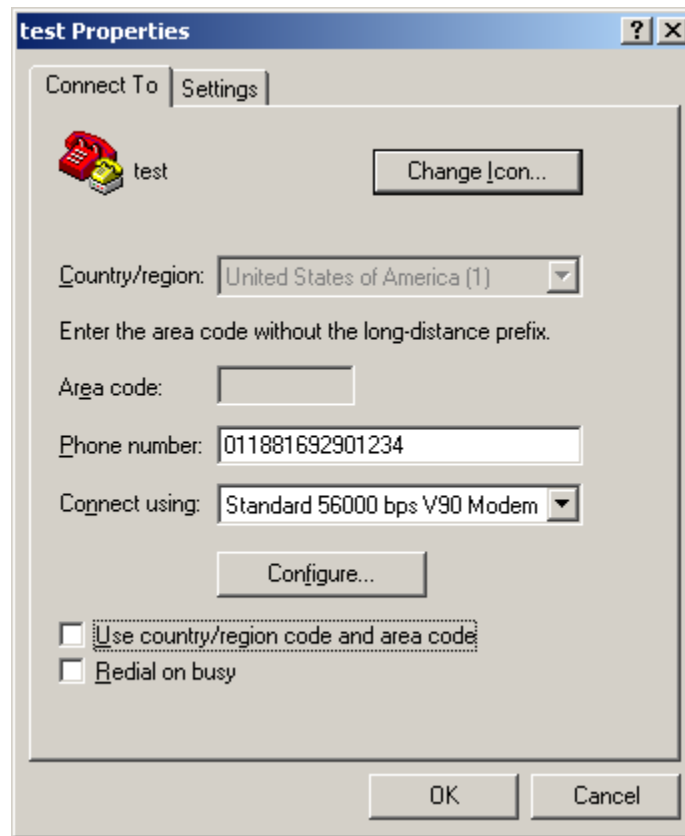 test Properties
Connect To
Settings
test
Change Icon...
Country/region: United States of America (1)
Enter the area code without the long-distance prefix.
Area code:
Phone number: 011881692901234
Connect using: Standard 56000 bps V90 Modem
Configure...
Use country/region code and area code
Redial on busy
OK
Cancel